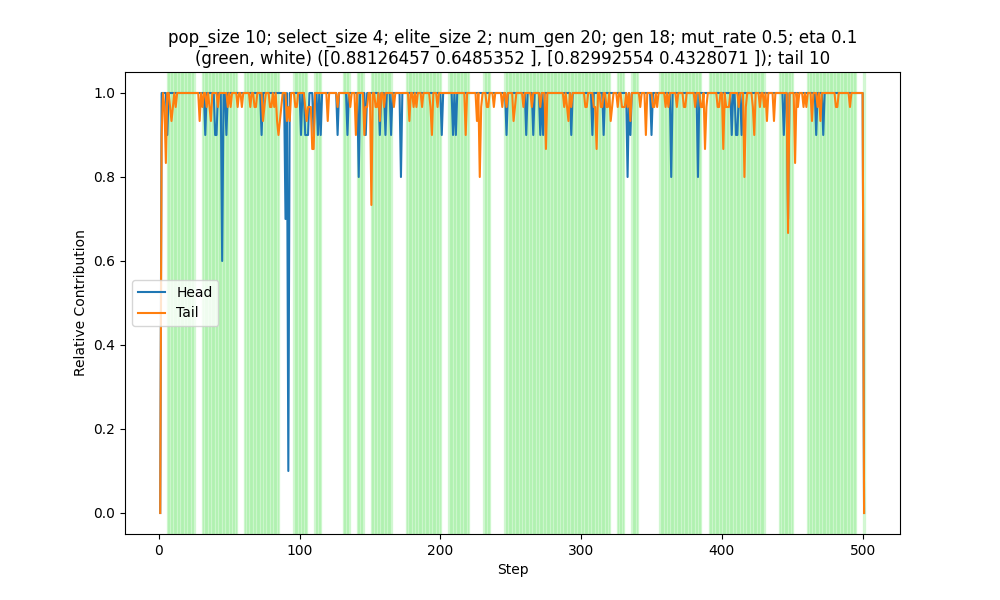 pop_size 10; select_size 4; elite_size 2; num_gen 20; gen 18; mut_rate 0.5; eta 0.1
(green, white) ([0.88126457 0.6485352 ], [0.82992554 0.4328071 ]); tail 10
1.0
0.8
0.6
0.4
0.2
0.0
Relative Contribution
Head
Tail
0
100
200
300
400
500
Step